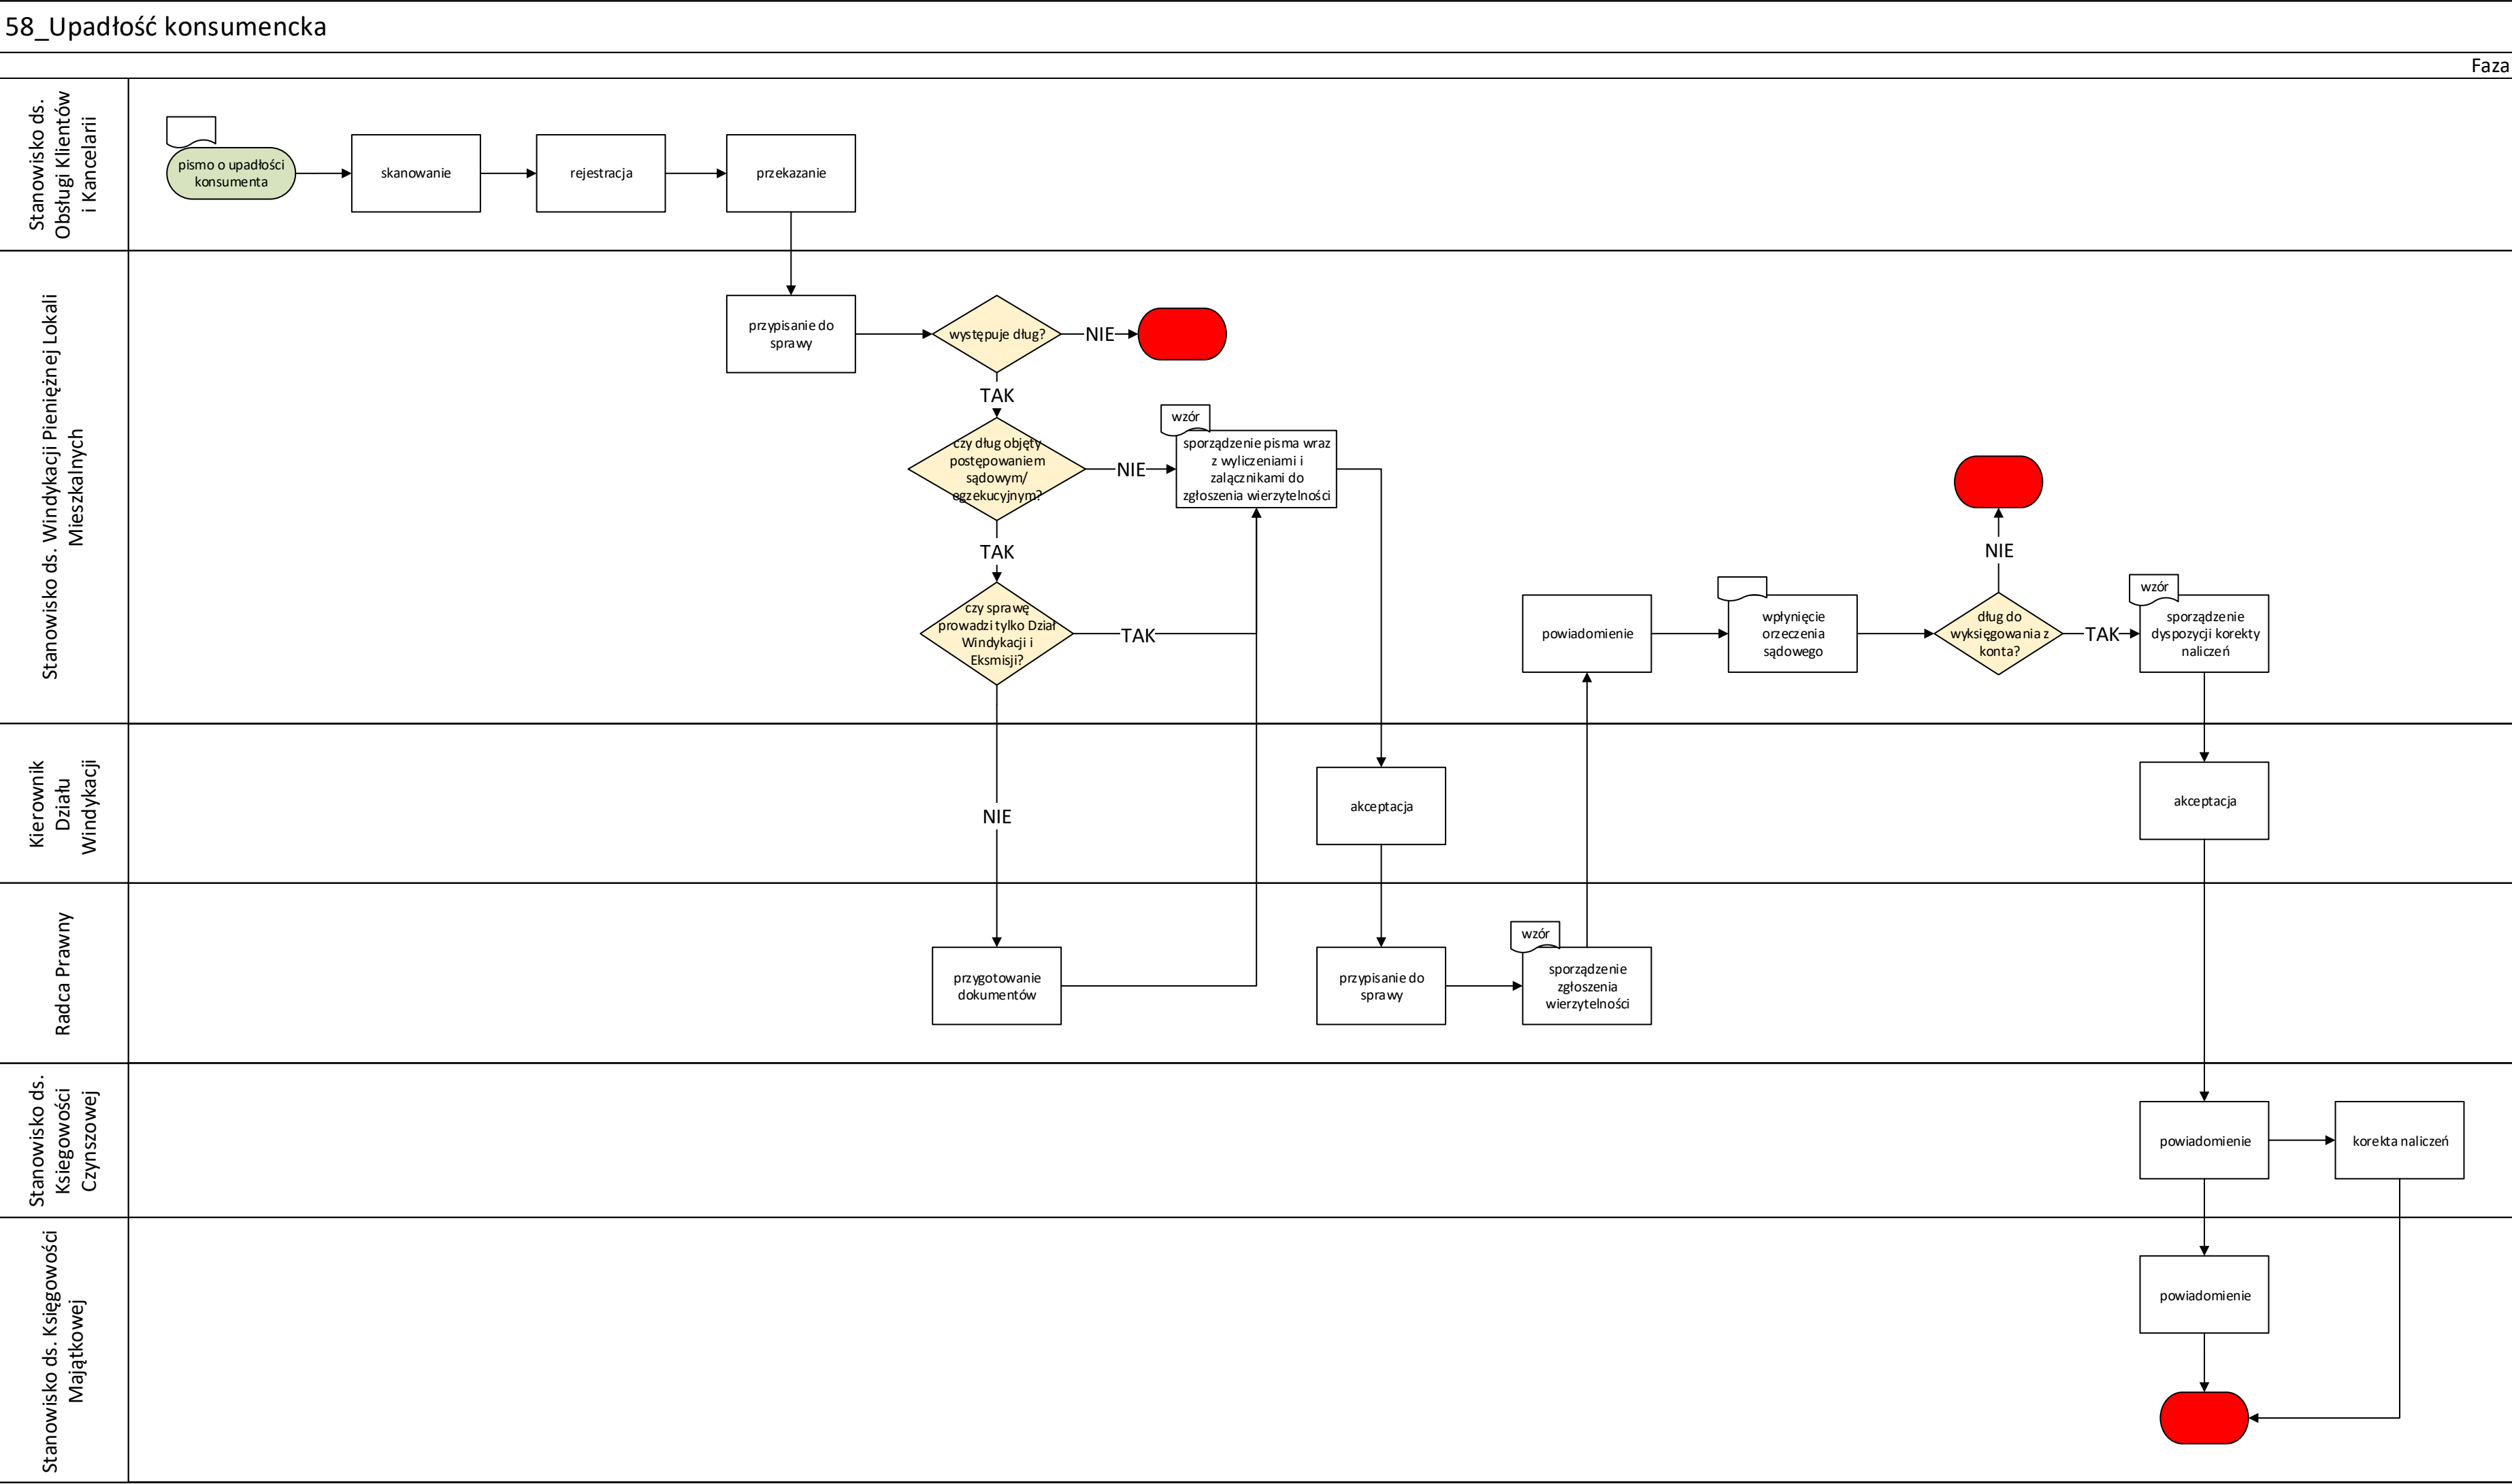 58_Upadłość konsumencka
Faza
Stanowisko ds.
Obsługi Klientów
i Kancelarii
pismo o upadłości
konsumenta
skanowanie
rejestracja
przekazanie
Stanowisko ds. Windykacji Pieniężnej Lokali
Mieszkalnych
przypisanie do
sprawy
występuje dług?
NIE
TAK
czy dług objęty
postępowaniem
sądowym/
egzekucyjnym?
NIE
wzór
sporządzenie pisma wraz
z wyliczeniami i
zalącznikami do
zgłoszenia wierzytelności
TAK
czy sprawę
prowadzi tylko Dział
Windykacji i
Eksmisji?
TAK
powiadomienie
wpłynięcie
orzeczenia
sądowego
NIE
dług do
wyksięgowania z
konta?
TAK
wzór
sporządzenie
dyspozycji korekty
naliczeń
Kierownik
Działu
Windykacji
NIE
akceptacja
akceptacja
Radca Prawny
przygotowanie
dokumentów
przypisanie do
sprawy
wzór
sporządzenie
zgłoszenia
wierzytelności
Stanowisko ds.
Ksiegowości
Czynszowej
powiadomienie
korekta naliczeń
Stanowisko ds. Księgowości
Majątkowej
powiadomienie